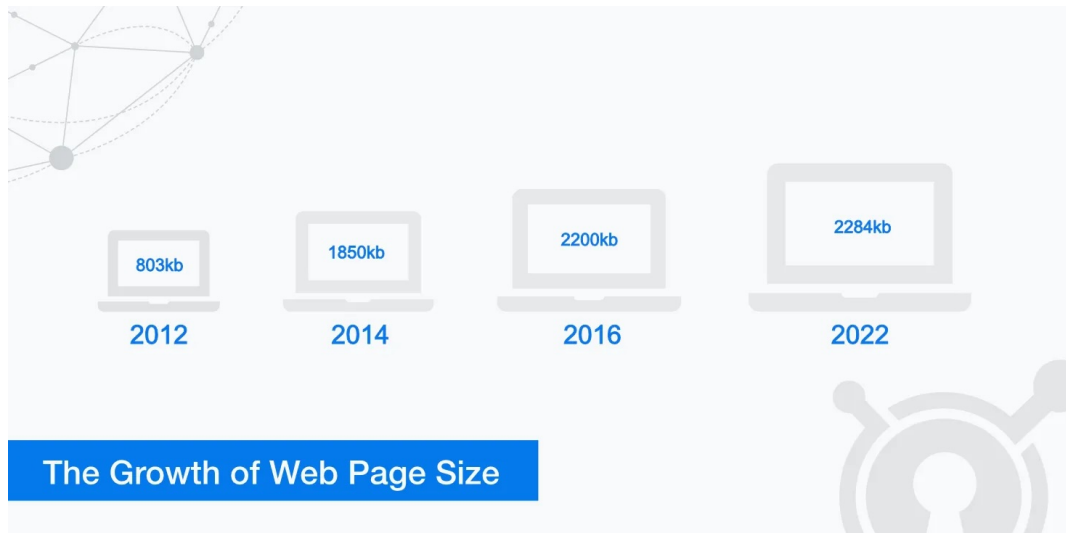 803kb
1850kb
2200kb
2284kb
2012
2014
2016
2022
The Growth of Web Page Size